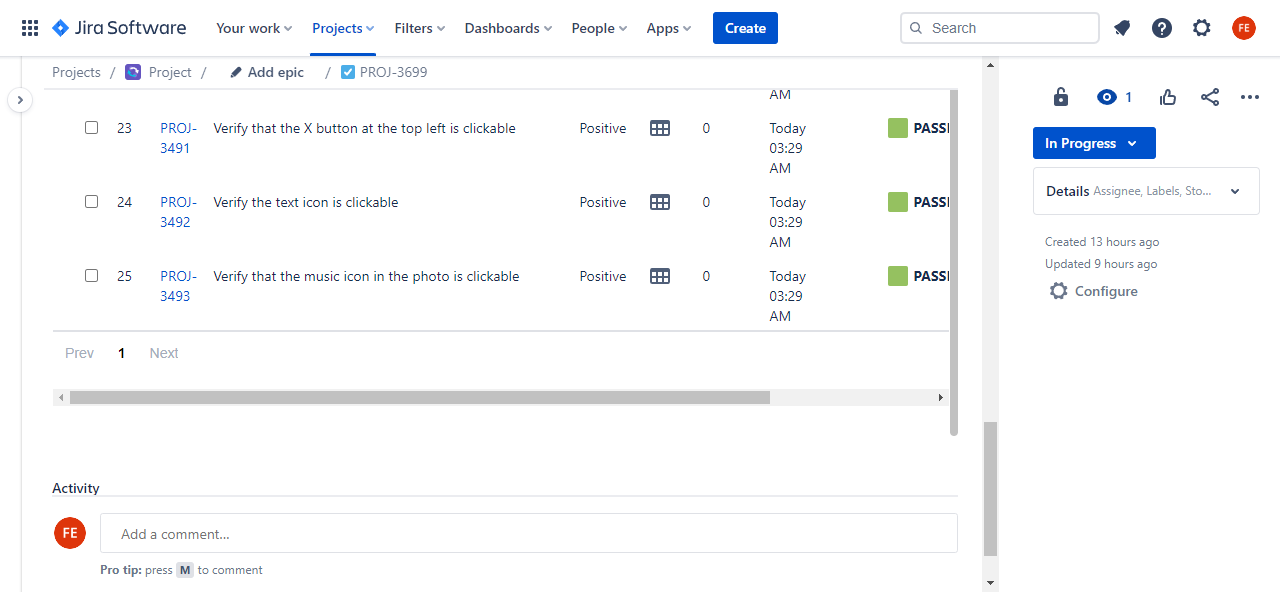 Jira Software Your work Projects Filters Dashboards People Apps Create Search FE
Projects / Project / Add epic / PROJ-3699
AM
1
23 PROJ-3491 Verify that the X button at the top left is clickable Positive 0 Today 03:29 AM PASS
In Progress
Details Assignee, Labels, Sto...
24 PROJ-3492 Verify the text icon is clickable Positive 0 Today 03:29 AM PASS
Created 13 hours ago
Updated 9 hours ago
25 PROJ-3493 Verify that the music icon in the photo is clickable Positive 0 Today 03:29 AM PASS
Configure
Prev 1 Next
Activity
FE Add a comment...
Pro tip: press M to comment